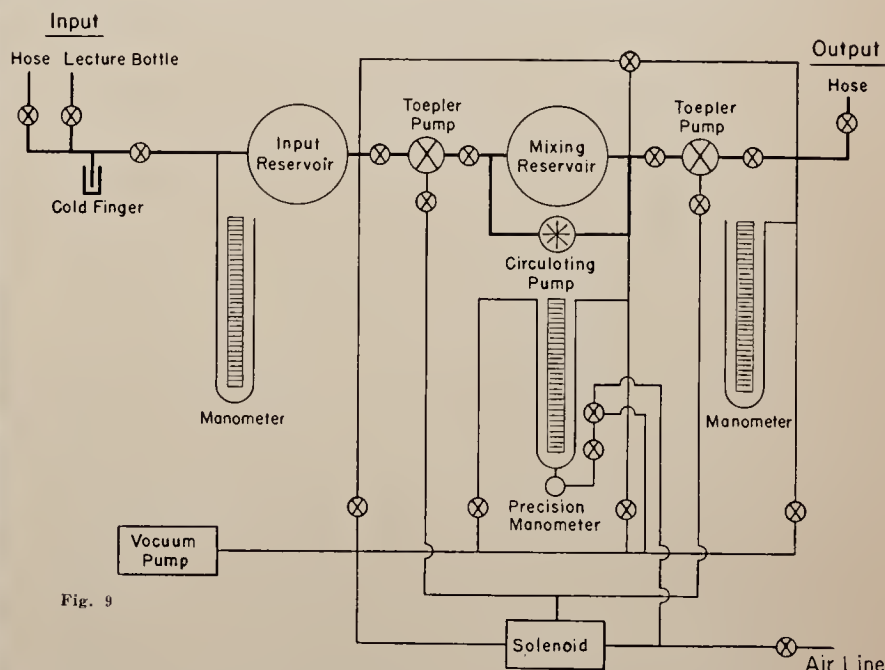 Input
Hose Lecture Bottle
Cold Finger
Input
Reservoir
Manometer
Toepler
Pump
Mixing
Reservoir
Circulating
Pump
Precision
Manometer
Toepler
Pump
Output
Hose
Manometer
Vacuum
Pump
Fig. 9
Solenoid
Air Line